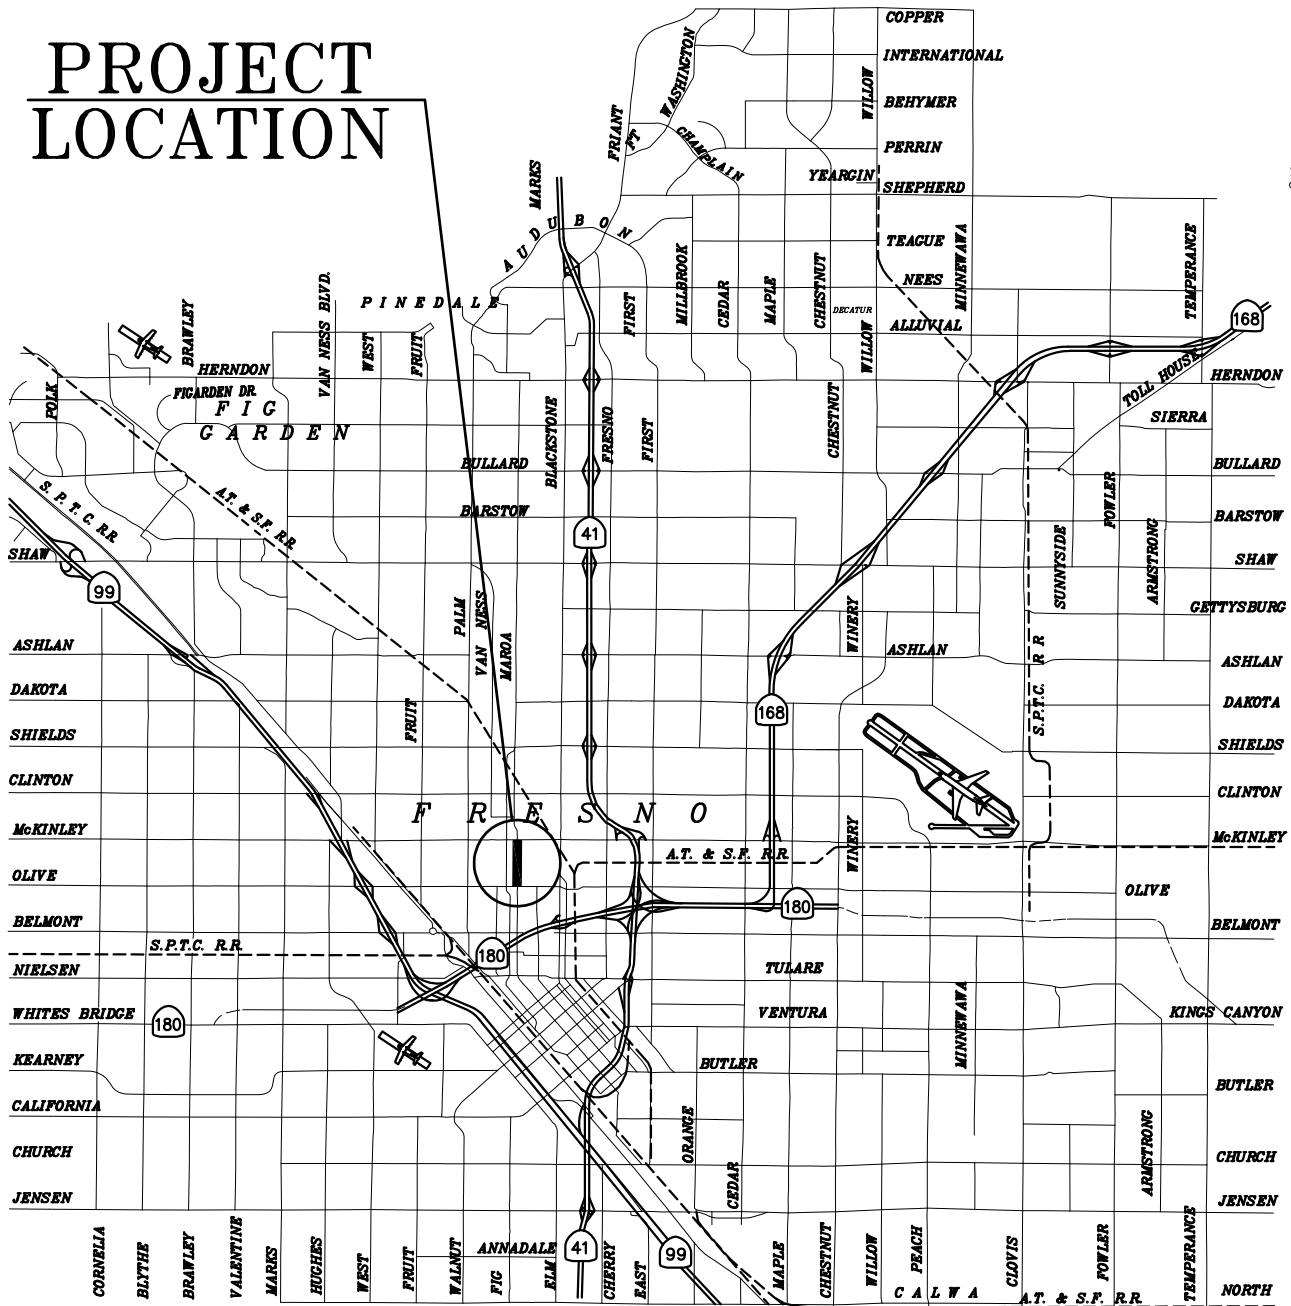 PROJECT
LOCATION
COPPER
INTERNATIONAL
WASHINGTON
WILLOW
BEHYMER
FRIANT
FT
CHAMPLAIN
PERRIN
YEARGIN
SHEPHERD
MARKS
AUDUBON
TEAGUE
MINNEWAWA
NEES
TEMPERANCE
MILLBROOK
CEDAR
MAPLE
CHESTNUT
DECATUR
WILLOW
ALLUVIAL
168
PINEDALE
VAN NESS BLVD.
BRAWLEY
WEST
FRUIT
FIRST
HERNDON
HERNDON
TOLL HOUSE
FIGARDEN DR.
FIG
GARDEN
POLK
SIERRA
BLACKSTONE
FRESNO
FIRST
CHESTNUT
BULLARD
BULLARD
S. P. T. C. R.R.
A.T. & S.F. R.R.
BARSTOW
FOWLER
BARSTOW
41
SHAW
SHAW
99
SUNNYSIDE
ARMSTRONG
GETTYSBURG
PALM
VAN NESS
MAROA
WINERY
ASHLAN
ASHLAN
ASHLAN
S.P.T.C. R R
DAKOTA
DAKOTA
168
FRUIT
SHIELDS
SHIELDS
CLINTON
CLINTON
FRESNO
McKINLEY
McKINLEY
A.T. & S.F. R.R.
WINERY
OLIVE
OLIVE
180
BELMONT
BELMONT
S.P.T.C. R.R.
180
NIELSEN
TULARE
WHITES BRIDGE
180
VENTURA
MINNEWAWA
KINGS CANYON
KEARNEY
BUTLER
BUTLER
CALIFORNIA
ORANGE
ARMSTRONG
CHURCH
CHURCH
CEDAR
JENSEN
JENSEN
CORNELIA
BLYTHE
BRAWLEY
VALENTINE
MARKS
HUGHES
WEST
FRUIT
WALNUT
ANNADALE
FIG
ELM
41
CHERRY
EAST
99
MAPLE
CHESTNUT
WILLOW
PEACH
CALWA
CLOVIS
A.T. & S.F. R.R.
FOWLER
TEMPERANCE
NORTH